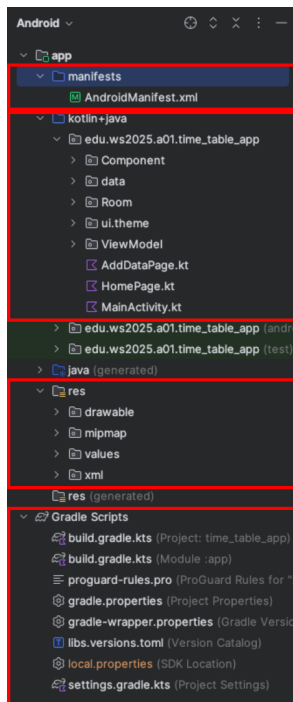 Android
app
manifests
AndroidManifest.xml
kotlin+java
edu.ws2025.a01.time_table_app
Component
data
Room
ui.theme
ViewModel
AddDataPage.kt
HomePage.kt
MainActivity.kt
edu.ws2025.a01.time_table_app (andr
edu.ws2025.a01.time_table_app (test)
java (generated)
res
drawable
mipmap
values
xml
res (generated)
Gradle Scripts
build.gradle.kts (Project: time_table_app)
build.gradle.kts (Module :app)
proguard-rules.pro (ProGuard Rules for "
gradle.properties (Project Properties)
gradle-wrapper.properties (Gradle Versio
libs.versions.toml (Version Catalog)
local.properties (SDK Location)
settings.gradle.kts (Project Settings)